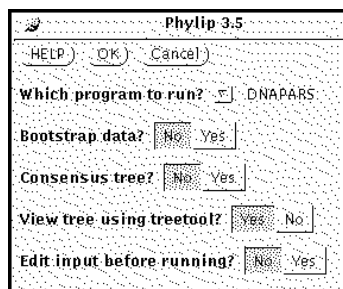 Phylip 3.5
HELP OK Cancel
Which program to run? DNAPARS
Bootstrap data? No Yes
Consensus tree? No Yes
View tree using treetool? Yes No
Edit input before running? No Yes